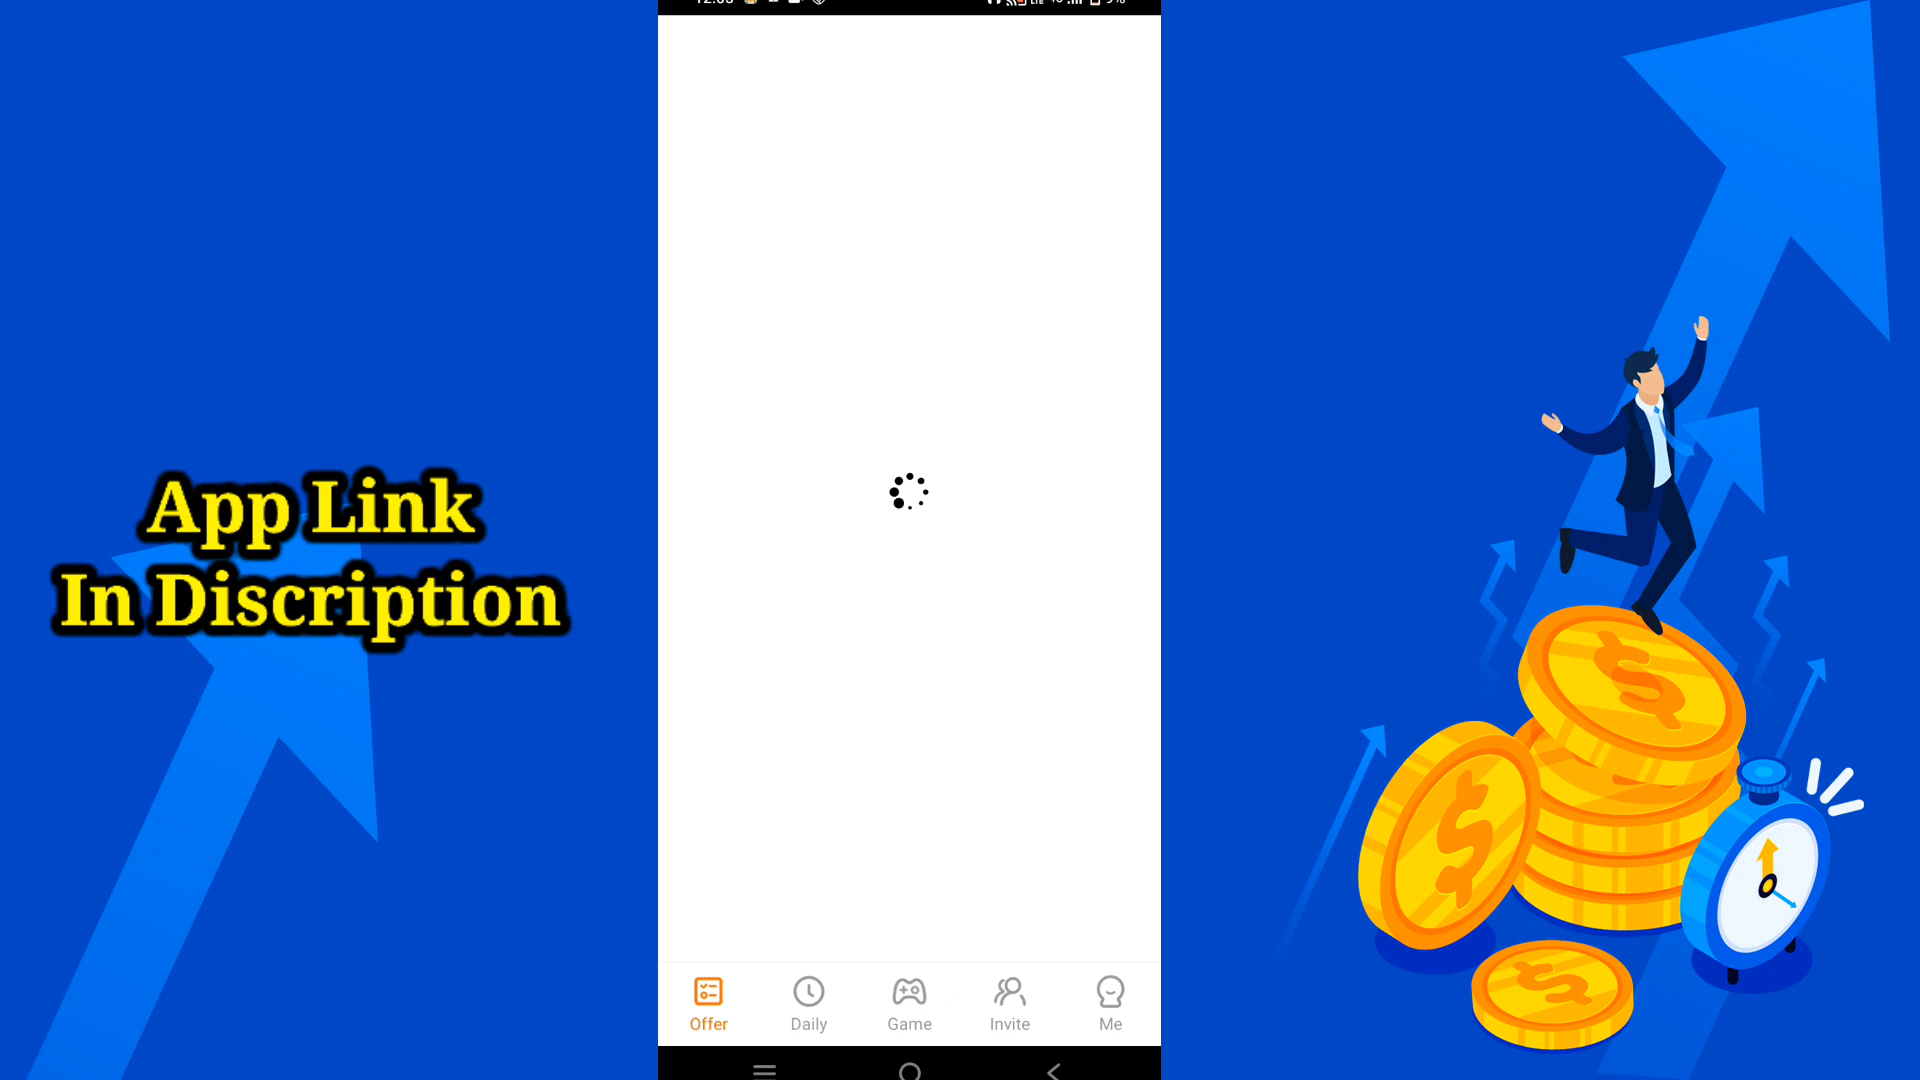 App Link
In Discription
Offer
Daily
Game
Invite
Me